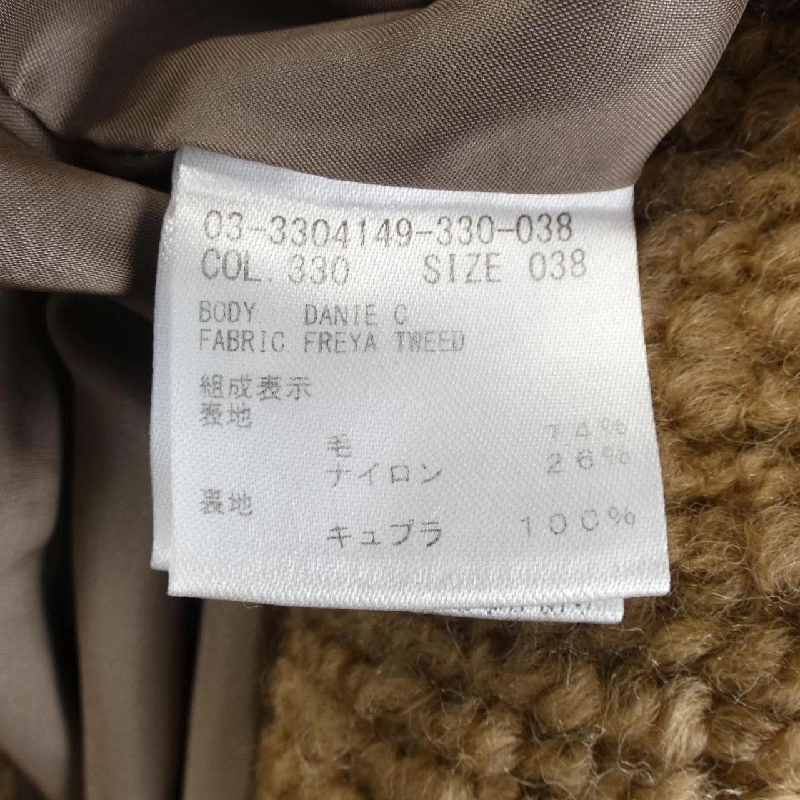 03-3304149-330-038
COL. 330 SIZE 038
BODY DANIE C
FABRIC FREYA TWEED
組成表示
表地
毛 74%
ナイロン 26%
裏地
キュプラ 100%